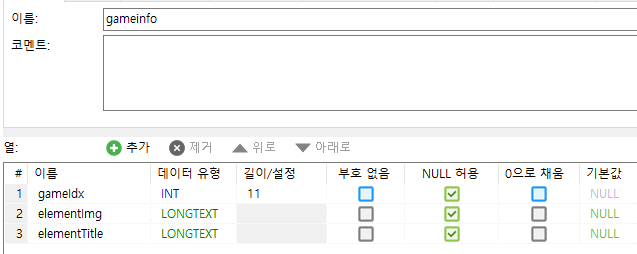 이름: gameinfo
코멘트:
열: 추가 제거 위로 아래로
# 이름 데이터 유형 길이/설정 부호 없음 NULL 허용 0으로 채움 기본값
1 gameIdx INT 11 NULL
2 elementImg LONGTEXT NULL
3 elementTitle LONGTEXT NULL